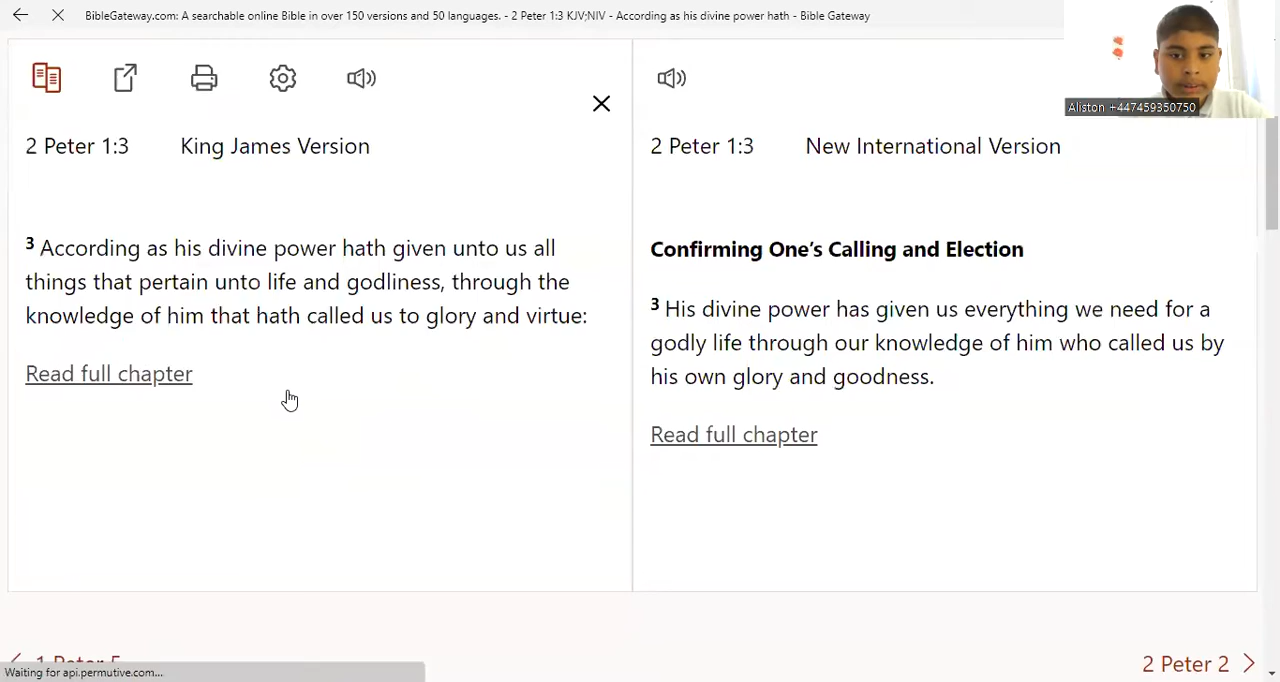 BibleGateway.com: A searchable online Bible in over 150 versions and 50 languages. - 2 Peter 1:3 KJV;NIV - According as his divine power hath - Bible Gateway
Aliston +447459350750
2 Peter 1:3 King James Version
3 According as his divine power hath given unto us all
things that pertain unto life and godliness, through the
knowledge of him that hath called us to glory and virtue:
Read full chapter
2 Peter 1:3 New International Version
Confirming One’s Calling and Election
3 His divine power has given us everything we need for a
godly life through our knowledge of him who called us by
his own glory and goodness.
Read full chapter
1 Peter 5
2 Peter 2
Waiting for api.permutive.com...